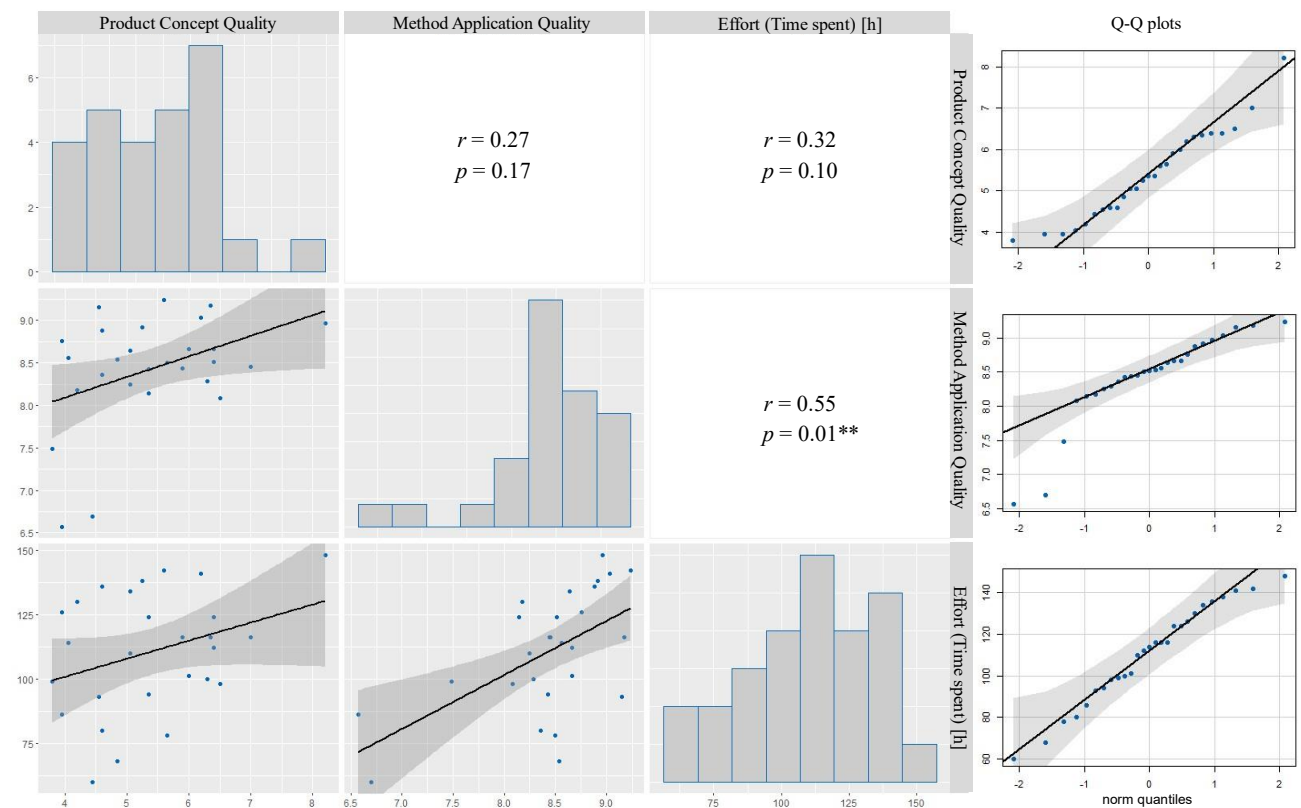 Product Concept Quality
Method Application Quality
Effort (Time spent) [h]
Q-Q plots
6
4
2
0
r = 0.27
p = 0.17
r = 0.32
p = 0.10
Product Concept Quality
8
7
6
5
4
-2 -1 0 1 2
9.0
8.5
8.0
7.5
7.0
6.5
r = 0.55
p = 0.01**
Method Application Quality
9.0
8.5
8.0
7.5
7.0
6.5
-2 -1 0 1 2
150
125
100
75
4 5 6 7 8
6.5 7.0 7.5 8.0 8.5 9.0
75 100 125 150
Effort (Time spent) [h]
140
120
100
80
60
-2 -1 0 1 2
norm quantiles